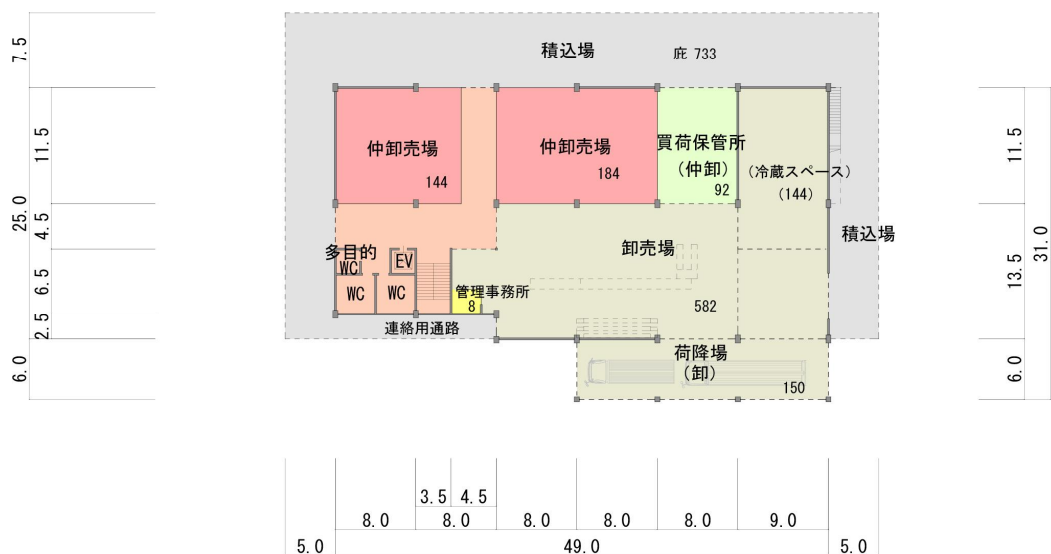 積込場
庇 733
仲卸売場
144
仲卸売場
184
買荷保管所
(仲卸)
92
(冷蔵スペース)
(144)
積込場
卸売場
582
多目的
WC
EV
WC
WC
管理事務所
8
連絡用通路
荷降場
(卸)
150
7.5
11.5
25.0
4.5
6.5
2.5
6.0
11.5
31.0
13.5
6.0
3.5 4.5
8.0 8.0 8.0 8.0 8.0 9.0
5.0 49.0 5.0